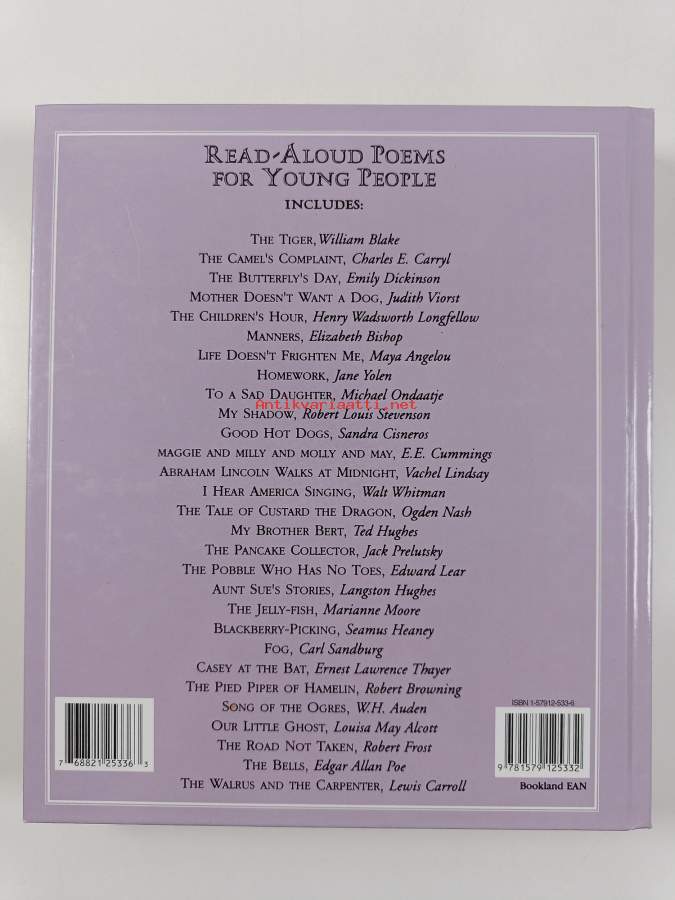 READ-ALOUD POEMS
FOR YOUNG PEOPLE
INCLUDES:
THE TIGER, William Blake
THE CAMEL'S COMPLAINT, Charles E. Carryl
THE BUTTERFLY'S DAY, Emily Dickinson
MOTHER DOESN'T WANT A DOG, Judith Viorst
THE CHILDREN'S HOUR, Henry Wadsworth Longfellow
MANNERS, Elizabeth Bishop
LIFE DOESN'T FRIGHTEN ME, Maya Angelou
HOMEWORK, Jane Yolen
TO A SAD DAUGHTER, Michael Ondaatje
Antikvariaatti.net
MY SHADOW, Robert Louis Stevenson
GOOD HOT DOGS, Sandra Cisneros
MAGGIE AND MILLY AND MOLLY AND MAY, E.E. Cummings
ABRAHAM LINCOLN WALKS AT MIDNIGHT, Vachel Lindsay
I HEAR AMERICA SINGING, Walt Whitman
THE TALE OF CUSTARD THE DRAGON, Ogden Nash
MY BROTHER BERT, Ted Hughes
THE PANCAKE COLLECTOR, Jack Prelutsky
THE POBBLE WHO HAS NO TOES, Edward Lear
AUNT SUE'S STORIES, Langston Hughes
THE JELLY-FISH, Marianne Moore
BLACKBERRY-PICKING, Seamus Heaney
FOG, Carl Sandburg
CASEY AT THE BAT, Ernest Lawrence Thayer
THE PIED PIPER OF HAMELIN, Robert Browning
SONG OF THE OGRES, W.H. Auden
OUR LITTLE GHOST, Louisa May Alcott
THE ROAD NOT TAKEN, Robert Frost
THE BELLS, Edgar Allan Poe
THE WALRUS AND THE CARPENTER, Lewis Carroll
7 68821 25336 3
ISBN 1-57912-533-6
9 781579 125332
Bookland EAN